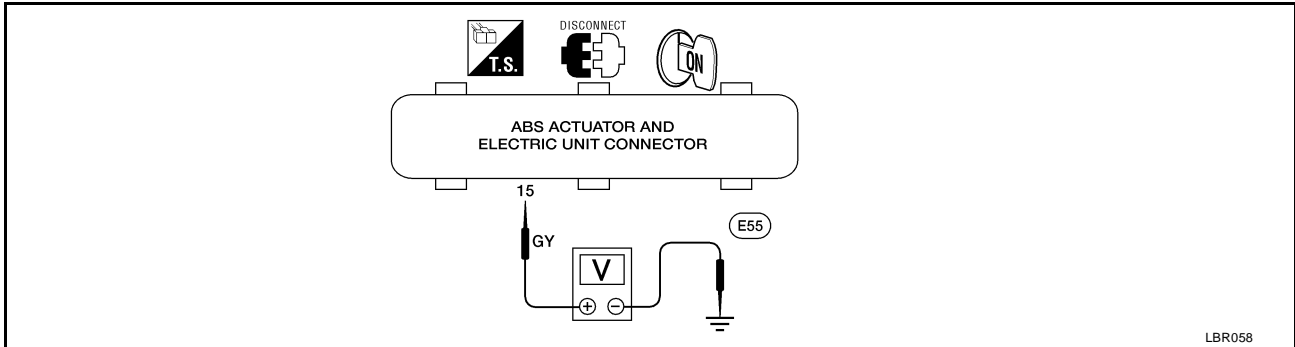 DISCONNECT
T.S.
ON
ABS ACTUATOR AND
ELECTRIC UNIT CONNECTOR
15
E55
GY
V
+ −
LBR058